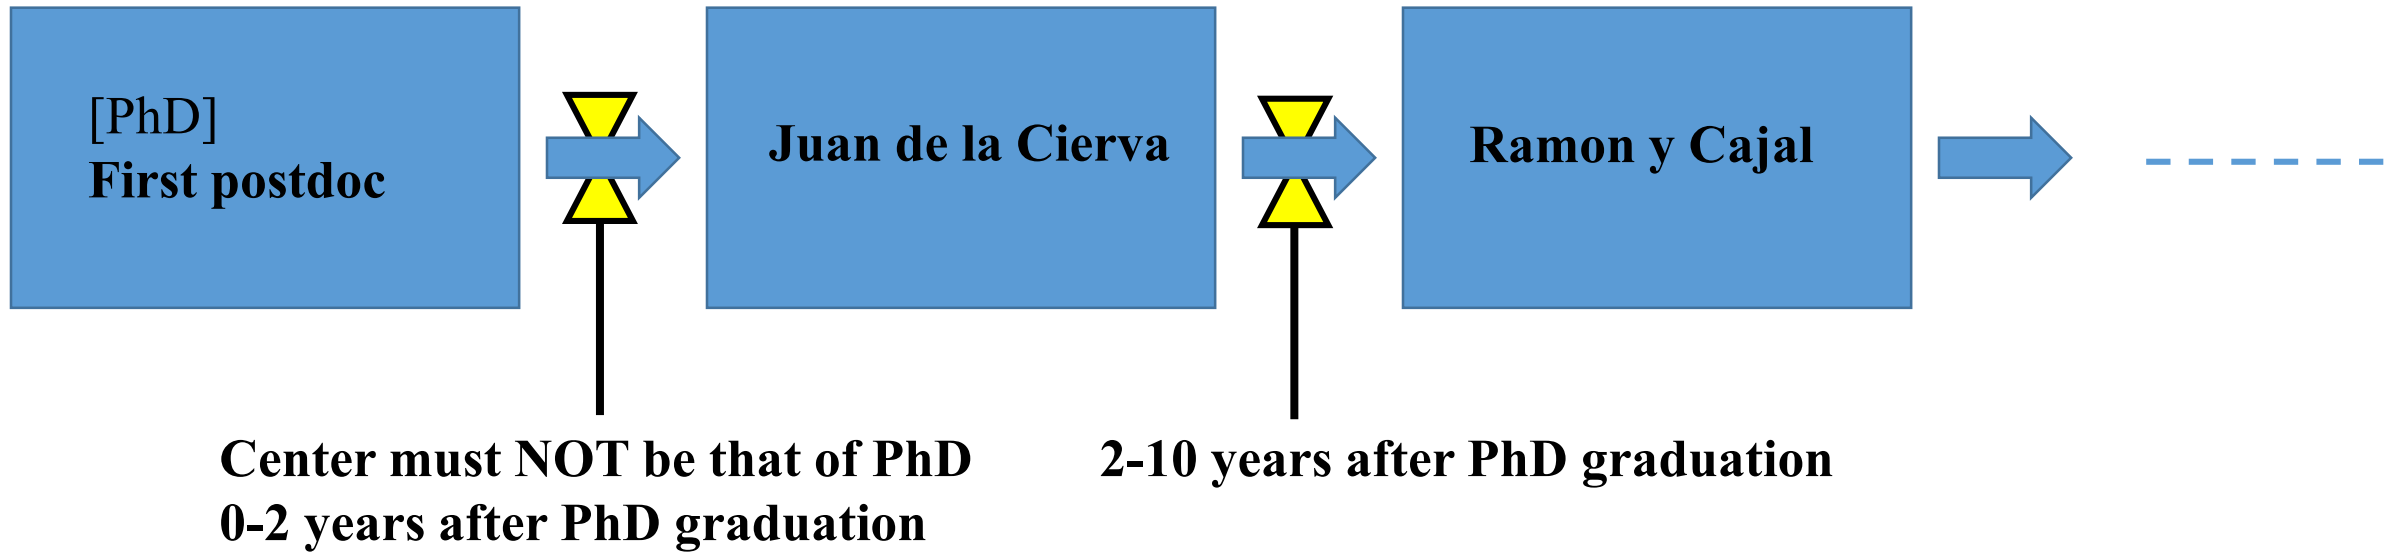 [PhD]
First postdoc
Juan de la Cierva
Ramon y Cajal
Center must NOT be that of PhD
0-2 years after PhD graduation
2-10 years after PhD graduation